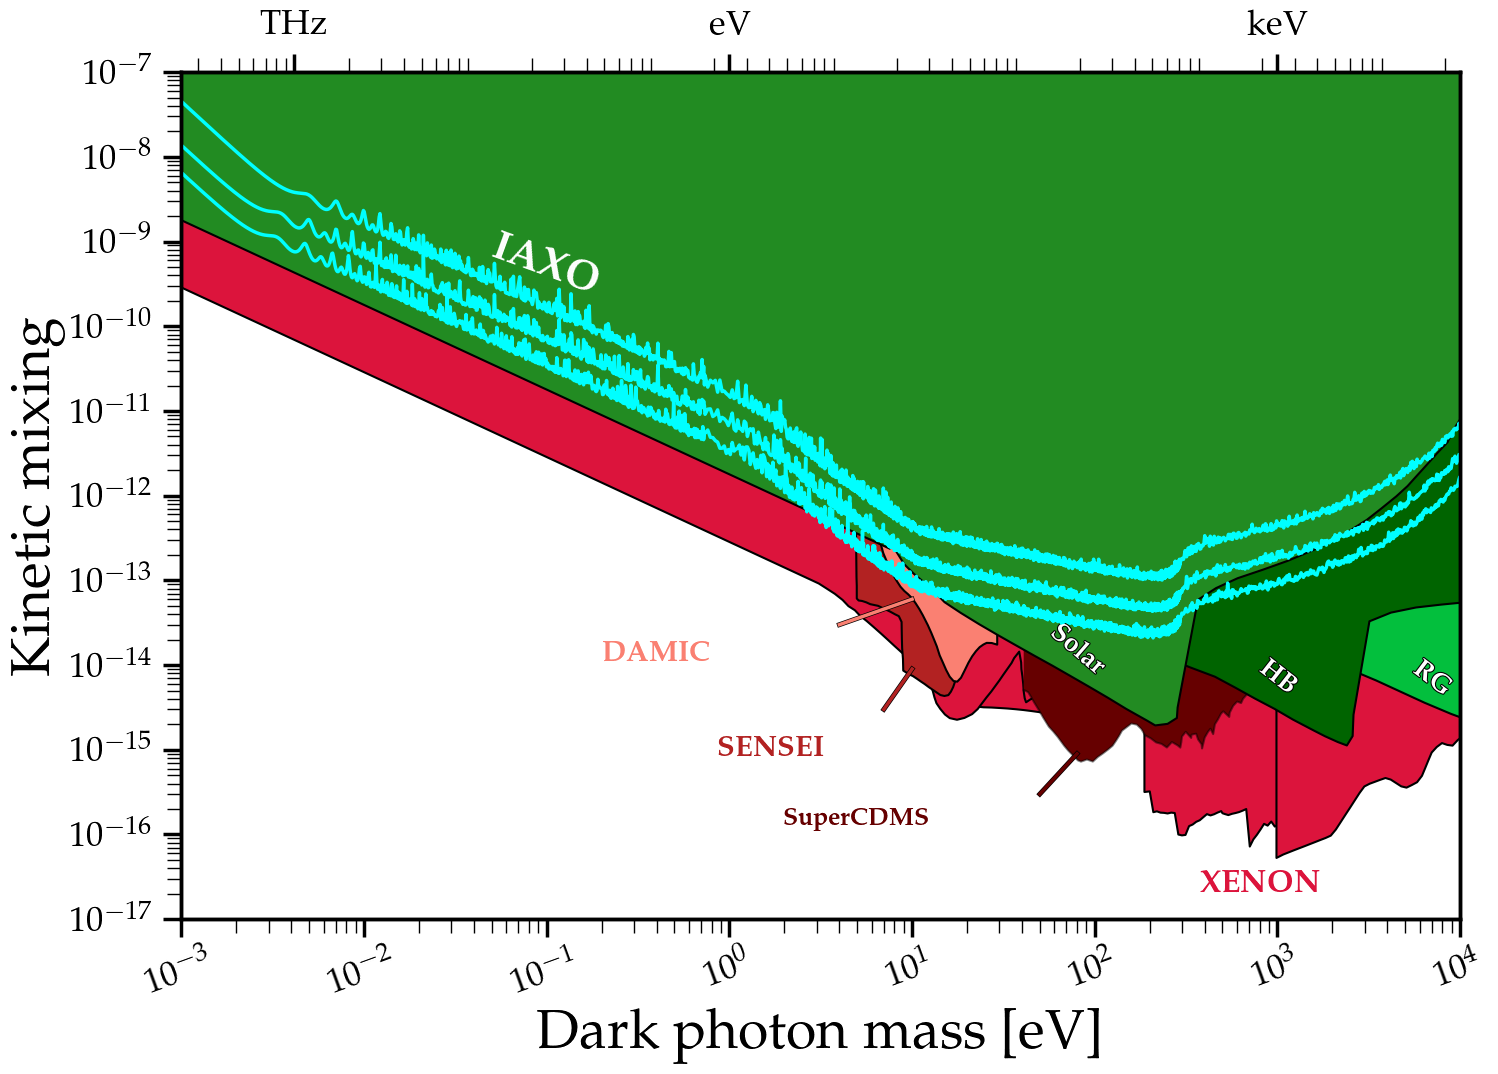 THz eV keV
10⁻⁷
10⁻⁸
10⁻⁹
10⁻¹⁰
10⁻¹¹
10⁻¹²
10⁻¹³
10⁻¹⁴
10⁻¹⁵
10⁻¹⁶
10⁻¹⁷
Kinetic mixing
IAXO
DAMIC
Solar
HB
RG
SENSEI
SuperCDMS
XENON
10⁻³ 10⁻² 10⁻¹ 10⁰ 10¹ 10² 10³ 10⁴
Dark photon mass [eV]